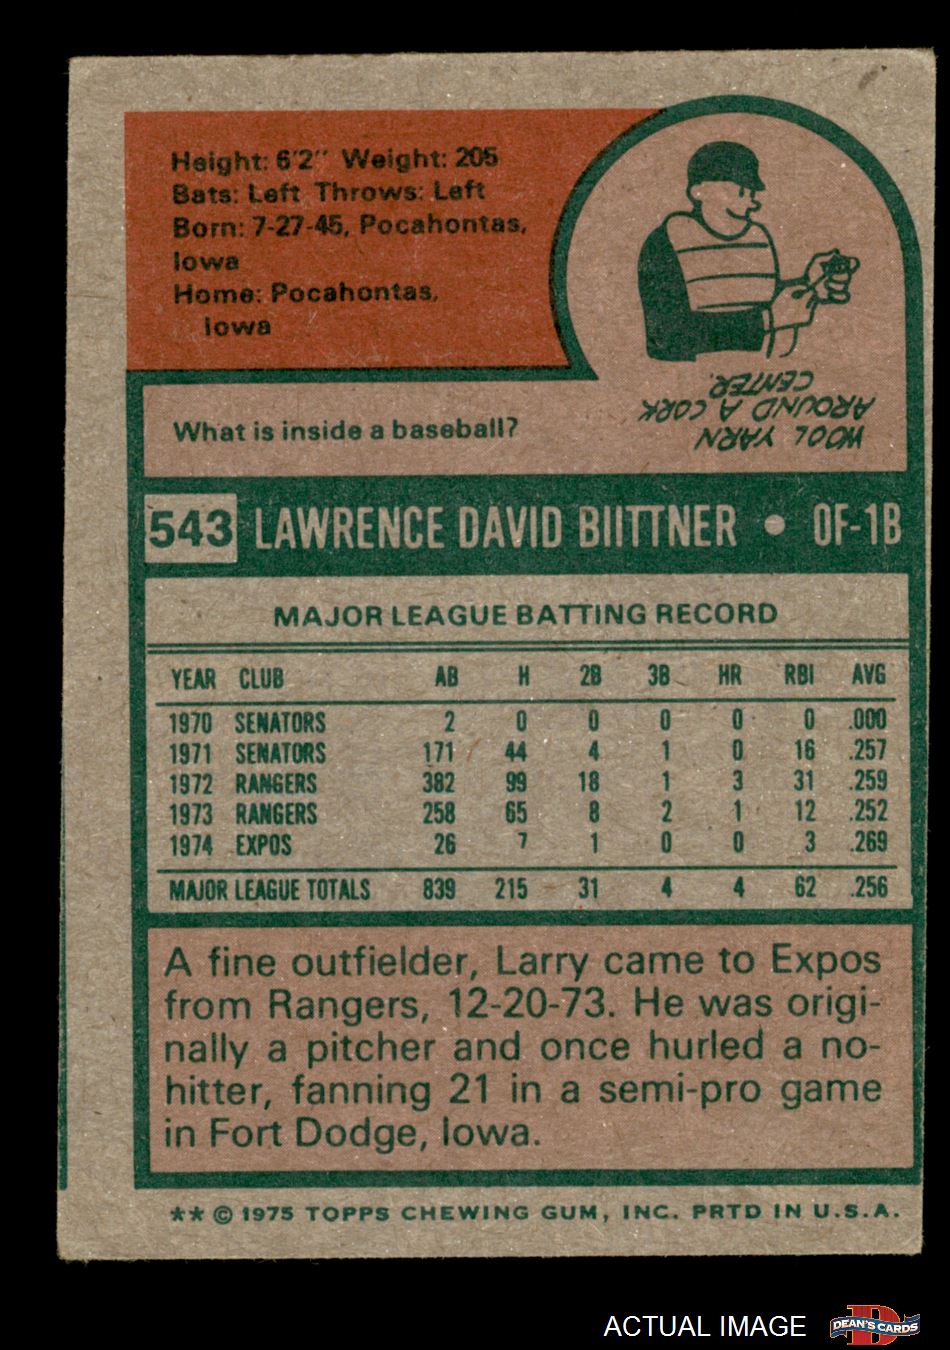 Height: 6'2" Weight: 205
Bats: Left Throws: Left
Born: 7-27-45, Pocahontas,
Iowa
Home: Pocahontas,
Iowa
What is inside a baseball?
WOOL YARN
AROUND A CORK
CENTER.
543 LAWRENCE DAVID BIITTNER • OF-1B
MAJOR LEAGUE BATTING RECORD
YEAR CLUB AB H 2B 3B HR RBI AVG
1970 SENATORS 2 0 0 0 0 0 .000
1971 SENATORS 171 44 4 1 0 16 .257
1972 RANGERS 382 99 18 1 3 31 .259
1973 RANGERS 258 65 8 2 1 12 .252
1974 EXPOS 26 7 1 0 0 3 .269
MAJOR LEAGUE TOTALS 839 215 31 4 4 62 .256
A fine outfielder, Larry came to Expos
from Rangers, 12-20-73. He was origi-
nally a pitcher and once hurled a no-
hitter, fanning 21 in a semi-pro game
in Fort Dodge, Iowa.
** © 1975 TOPPS CHEWING GUM, INC. PRTD IN U.S.A.
ACTUAL IMAGE DEAN'S CARDS